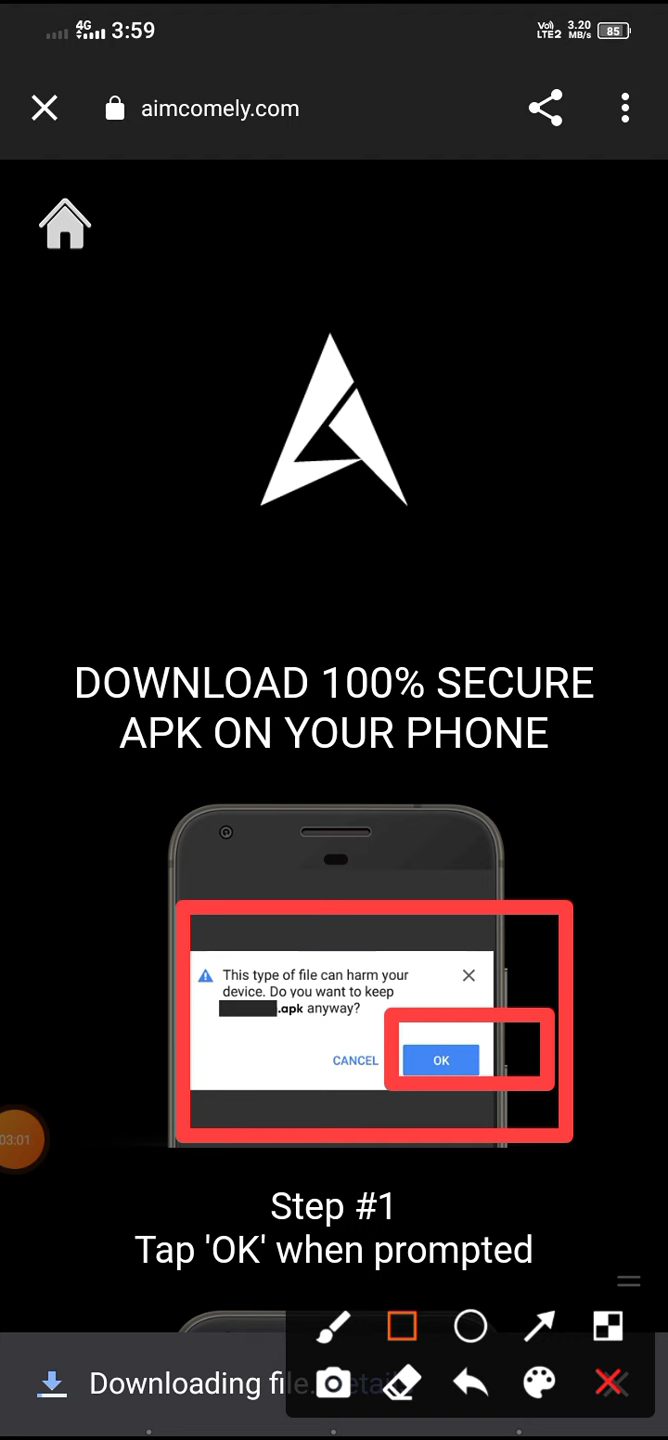 4G 3:59
Vo) LTE2 3.20 MB/s 85
aimcomely.com
DOWNLOAD 100% SECURE
APK ON YOUR PHONE
This type of file can harm your
device. Do you want to keep
.apk anyway?
CANCEL OK
03:01
Step #1
Tap 'OK' when prompted
Downloading file.